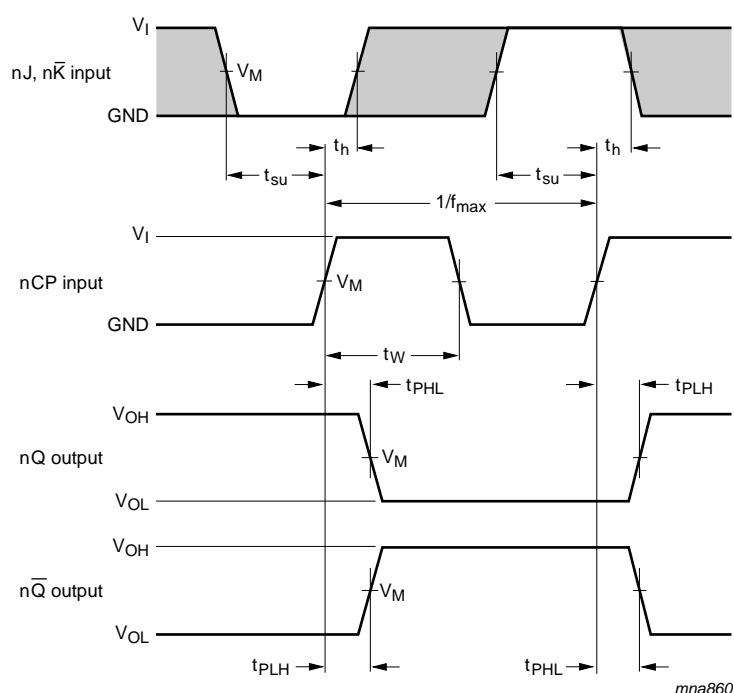 V_I
nJ, nK̅ input
V_M
GND
t_h
t_h
t_su
t_su
1/f_max
V_I
nCP input
V_M
GND
t_W
t_PHL
t_PLH
V_OH
nQ output
V_M
V_OL
V_OH
nQ̅ output
V_M
V_OL
t_PLH
t_PHL
mna860